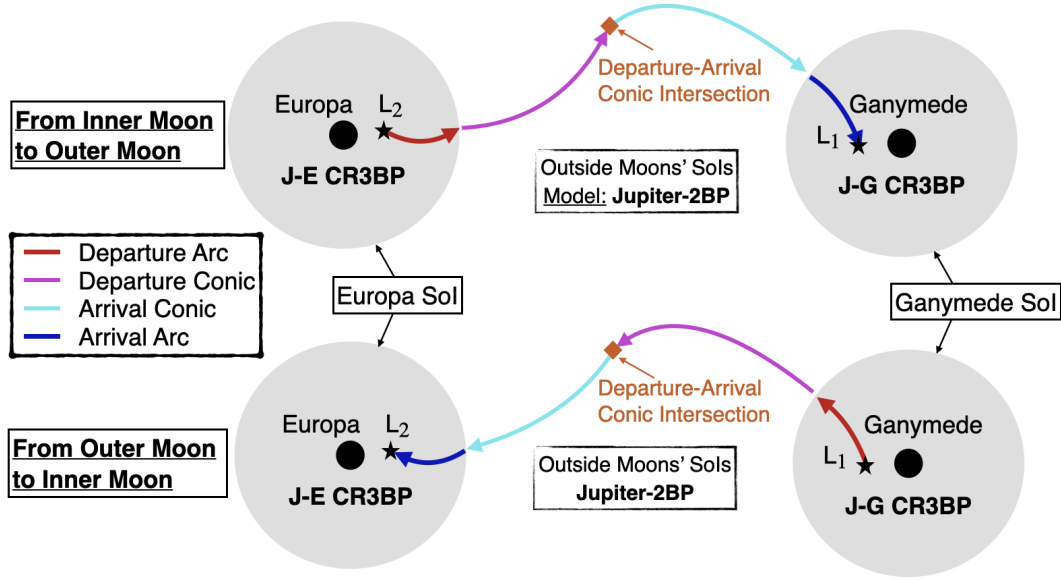 From Inner Moon
to Outer Moon
Europa
L2
J-E CR3BP
Departure-Arrival
Conic Intersection
Outside Moons' SoIs
Model: Jupiter-2BP
Ganymede
L1
J-G CR3BP
Departure Arc
Departure Conic
Arrival Conic
Arrival Arc
Europa SoI
Ganymede SoI
From Outer Moon
to Inner Moon
Europa
L2
J-E CR3BP
Departure-Arrival
Conic Intersection
Outside Moons' SoIs
Jupiter-2BP
Ganymede
L1
J-G CR3BP